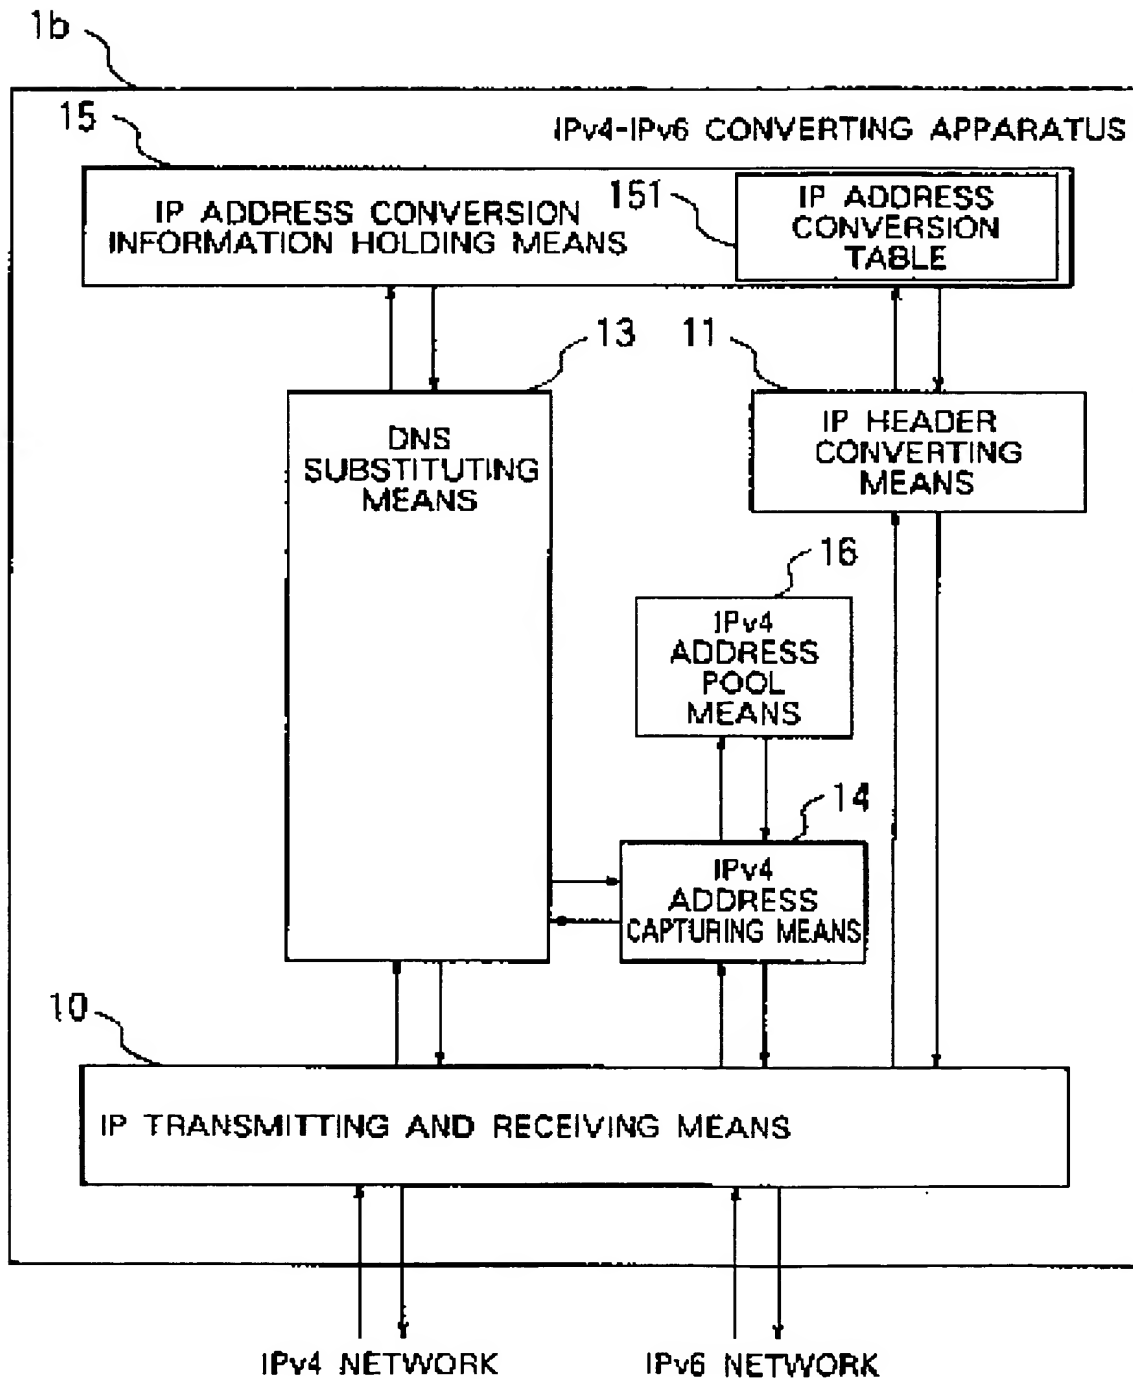 1b
15
IPv4-IPv6 CONVERTING APPARATUS
IP ADDRESS CONVERSION
INFORMATION HOLDING MEANS
151
IP ADDRESS
CONVERSION
TABLE
13
11
DNS
SUBSTITUTING
MEANS
IP HEADER
CONVERTING
MEANS
16
IPv4
ADDRESS
POOL
MEANS
14
IPv4
ADDRESS
CAPTURING MEANS
10
IP TRANSMITTING AND RECEIVING MEANS
IPv4 NETWORK
IPv6 NETWORK